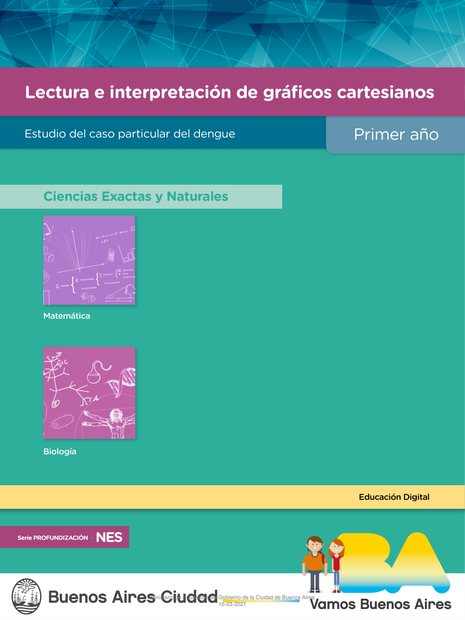 Lectura e interpretación de gráficos cartesianos
Estudio del caso particular del dengue
Primer año
Ciencias Exactas y Naturales
Matemática
Biología
Educación Digital
Serie PROFUNDIZACIÓN · NES
Buenos Aires Ciudad
Gobierno de la Ciudad de Buenos Aires
16-03-2021
BA
Vamos Buenos Aires